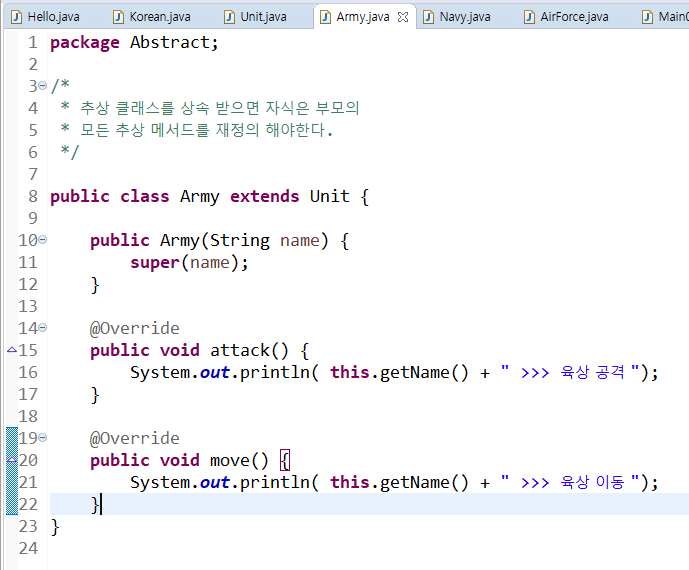 Hello.java Korean.java Unit.java Army.java Navy.java AirForce.java Main
1 package Abstract;
2
3 /*
4 * 추상 클래스를 상속 받으면 자식은 부모의
5 * 모든 추상 메서드를 재정의 해야한다.
6 */
7
8 public class Army extends Unit {
9
10 public Army(String name) {
11 super(name);
12 }
13
14 @Override
15 public void attack() {
16 System.out.println( this.getName() + " >>> 육상 공격 ");
17 }
18
19 @Override
20 public void move() {
21 System.out.println( this.getName() + " >>> 육상 이동 ");
22 }
23 }
24